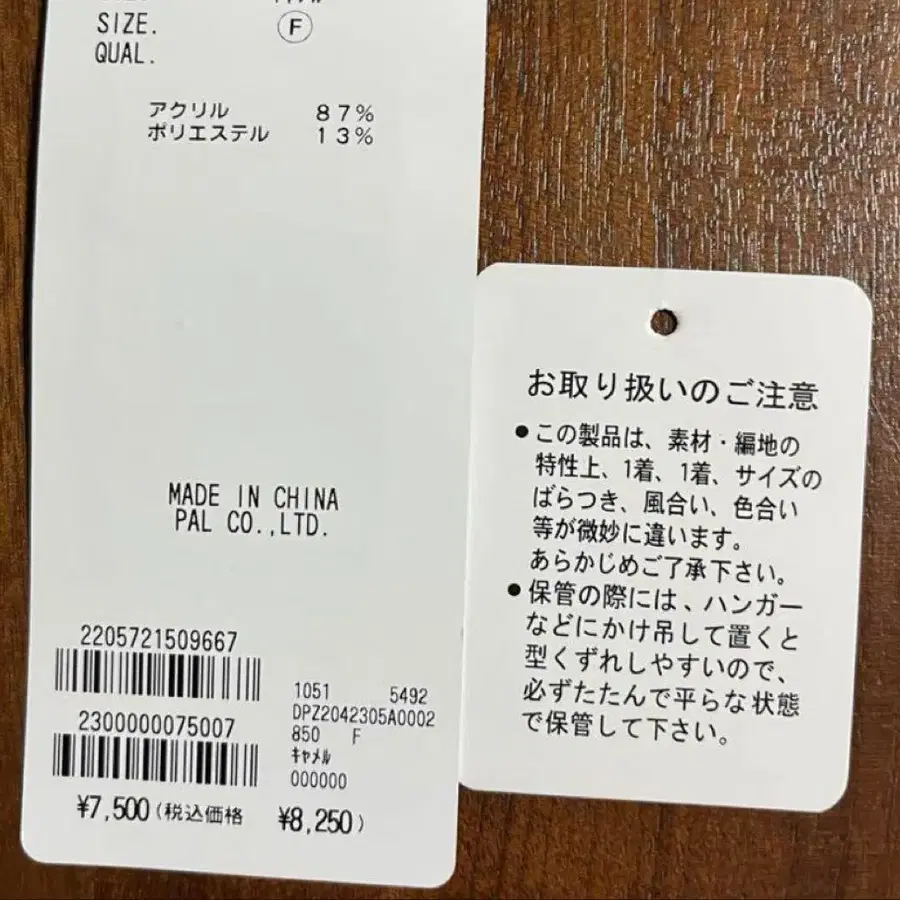 SIZE. Ⓕ
QUAL.
アクリル 87%
ポリエステル 13%
MADE IN CHINA
PAL CO.,LTD.
2205721509667
2300000075007
1051 5492
DPZ2042305A0002
850 F
キャメル
000000
¥7,500(税込価格 ¥8,250)
お取り扱いのご注意
●この製品は、素材・編地の
特性上、1着、1着、サイズの
ばらつき、風合い、色合い
等が微妙に違います。
あらかじめご了承下さい。
●保管の際には、ハンガー
などにかけ吊して置くと
型くずれしやすいので、
必ずたたんで平らな状態
で保管して下さい。